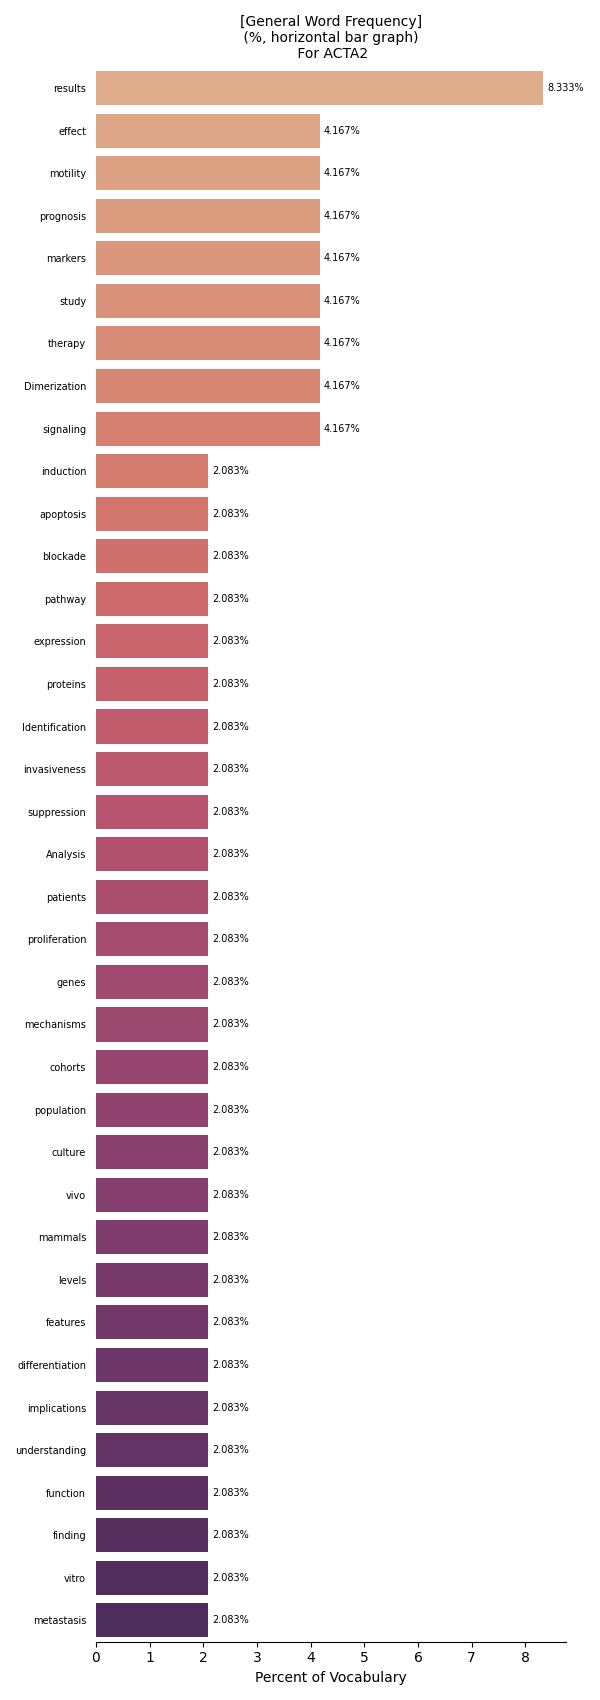 [General Word Frequency]
(%, horizontal bar graph)
For ACTA2
results 8.333%
effect 4.167%
motility 4.167%
prognosis 4.167%
markers 4.167%
study 4.167%
therapy 4.167%
Dimerization 4.167%
signaling 4.167%
induction 2.083%
apoptosis 2.083%
blockade 2.083%
pathway 2.083%
expression 2.083%
proteins 2.083%
Identification 2.083%
invasiveness 2.083%
suppression 2.083%
Analysis 2.083%
patients 2.083%
proliferation 2.083%
genes 2.083%
mechanisms 2.083%
cohorts 2.083%
population 2.083%
culture 2.083%
vivo 2.083%
mammals 2.083%
levels 2.083%
features 2.083%
differentiation 2.083%
implications 2.083%
understanding 2.083%
function 2.083%
finding 2.083%
vitro 2.083%
metastasis 2.083%
0 1 2 3 4 5 6 7 8
Percent of Vocabulary